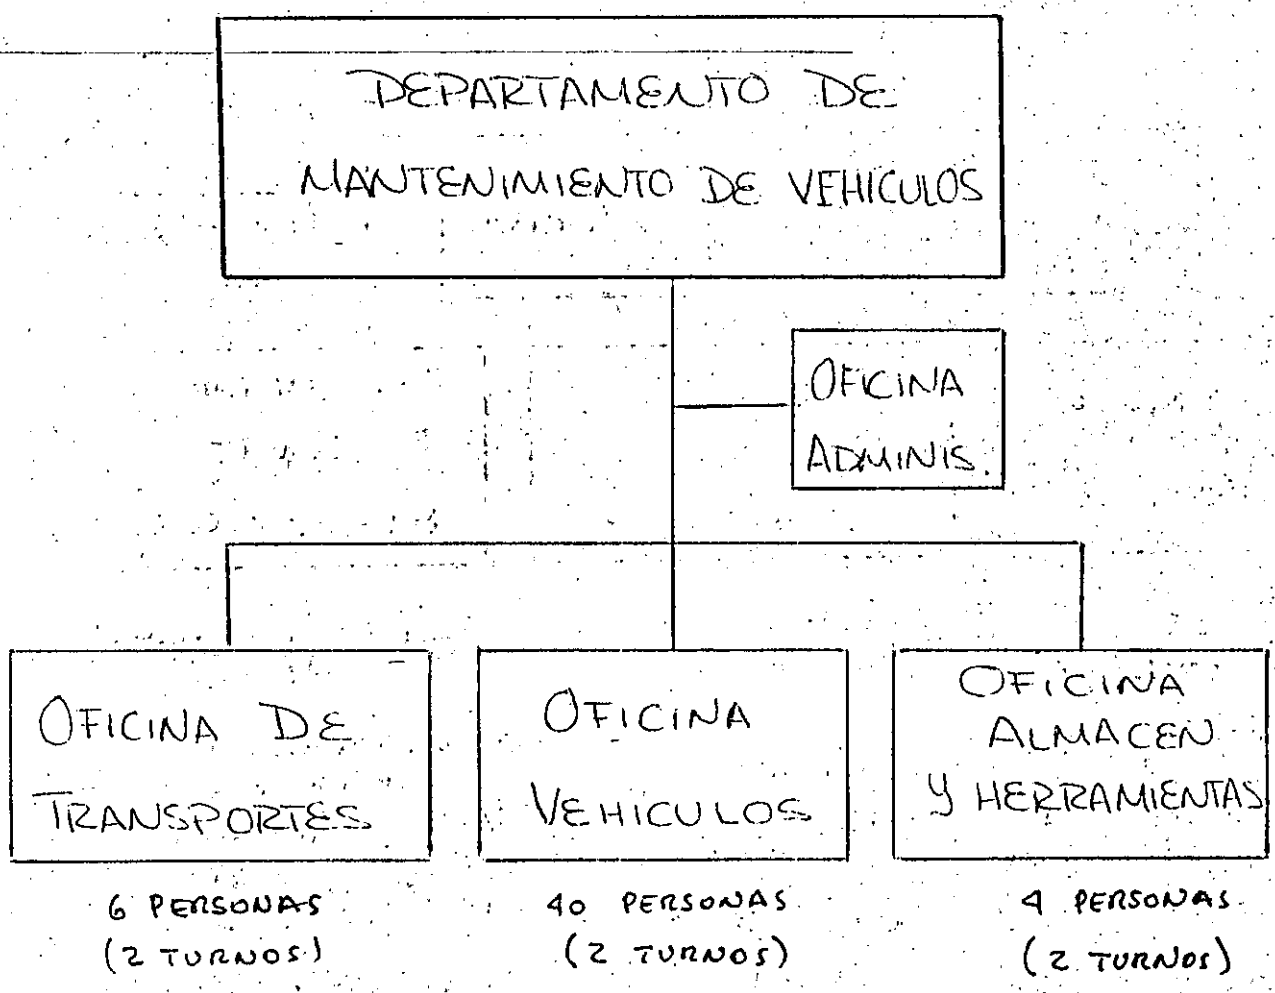 DEPARTAMENTO DE
MANTENIMIENTO DE VEHICULOS
OFICINA
ADMINIS.
OFICINA DE
TRANSPORTES
OFICINA
VEHICULOS
OFICINA
ALMACEN
Y HERRAMIENTAS
6 PERSONAS
(2 TURNOS)
40 PERSONAS
(2 TURNOS)
4 PERSONAS
(2 TURNOS)